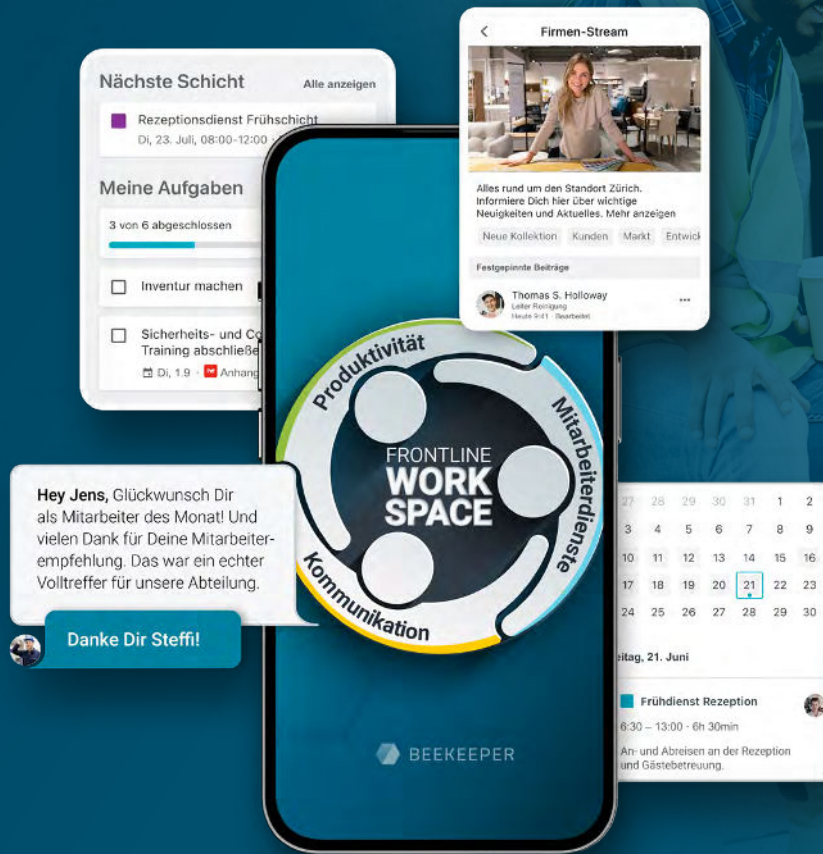 Nächste Schicht
Alle anzeigen
Rezeptionsdienst Frühschicht
Di, 23. Juli, 08:00-12:00 ·
Meine Aufgaben
3 von 6 abgeschlossen
Inventur machen
Sicherheits- und Co
Training abschließe
Di, 1.9 · Anhang
Firmen-Stream
Alles rund um den Standort Zürich.
Informiere Dich hier über wichtige
Neuigkeiten und Aktuelles. Mehr anzeigen
Neue Kollektion Kunden Markt Entwick
Festgepinnte Beiträge
Thomas S. Holloway
Leiter Reinigung
Heute 9:41 · Bearbeitet
Produktivität
Mitarbeiterdienste
Kommunikation
FRONTLINE
WORK
SPACE
Hey Jens, Glückwunsch Dir
als Mitarbeiter des Monat! Und
vielen Dank für Deine Mitarbeiter-
empfehlung. Das war ein echter
Volltreffer für unsere Abteilung.
Danke Dir Steffi!
27 28 29 30 31 1 2
3 4 5 6 7 8 9
10 11 12 13 14 15 16
17 18 19 20 21 22 23
24 25 26 27 28 29 30
eitag, 21. Juni
Frühdienst Rezeption
6:30 – 13:00 · 6h 30min
An- und Abreisen an der Rezeption
und Gästebetreuung.
BEEKEEPER